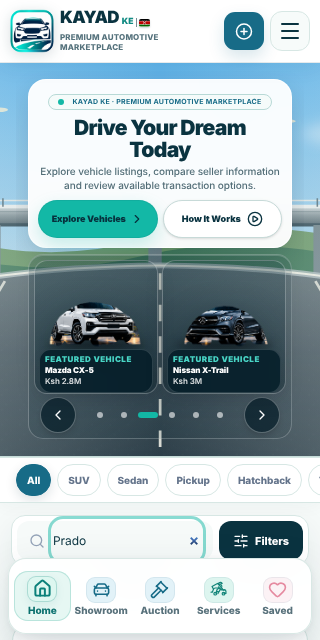 KAYAD KE
PREMIUM AUTOMOTIVE
MARKETPLACE
KAYAD KE · PREMIUM AUTOMOTIVE MARKETPLACE
Drive Your Dream
Today
Explore vehicle listings, compare seller information
and review available transaction options.
Explore Vehicles
How It Works
FEATURED VEHICLE
Mazda CX-5
Ksh 2.8M
FEATURED VEHICLE
Nissan X-Trail
Ksh 3M
All
SUV
Sedan
Pickup
Hatchback
Prado
Filters
Home
Showroom
Auction
Services
Saved